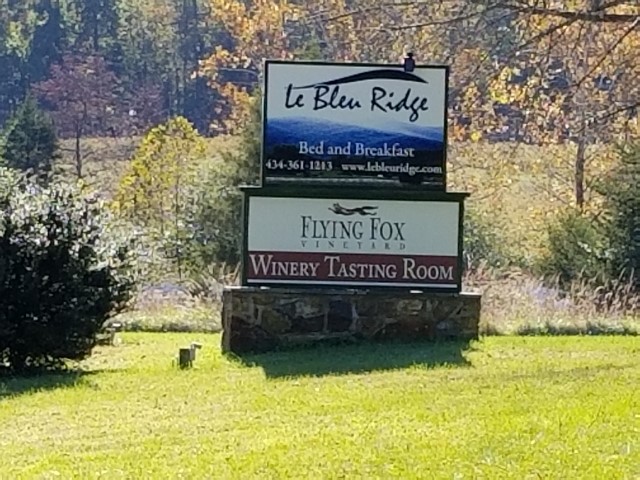 Le Bleu Ridge
Bed and Breakfast
434-361-1213 www.lebleuridge.com
Flying Fox
VINEYARD
Winery Tasting Room